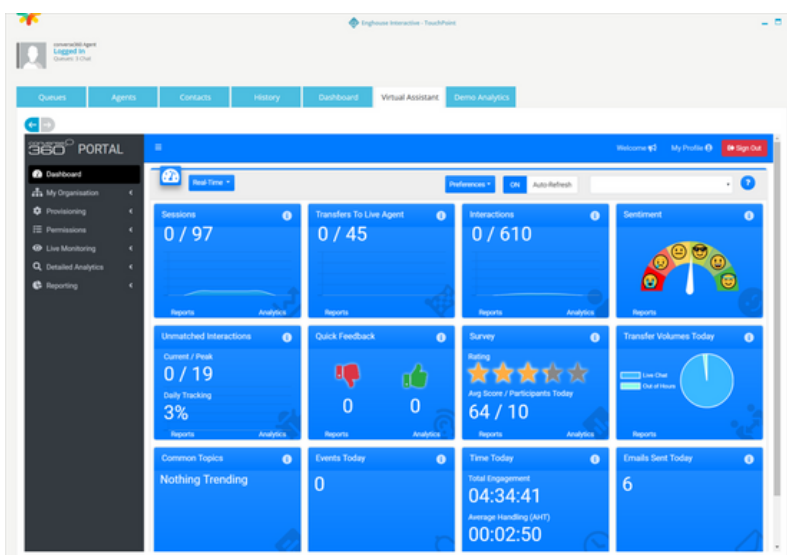 Enghouse Interactive - TouchPoint
converse360 Agent
Logged In
Queues: 3 Chat
Queues
Agents
Contacts
History
Dashboard
Virtual Assistant
Demo Analytics
360 PORTAL
Welcome
My Profile
Sign Out
Dashboard
My Organisation
Provisioning
Permissions
Live Monitoring
Detailed Analytics
Reporting
Real-Time
Preferences
ON
Auto-Refresh
Sessions
0 / 97
Reports
Analytics
Transfers To Live Agent
0 / 45
Reports
Interactions
0 / 610
Reports
Analytics
Sentiment
Reports
Unmatched Interactions
Current / Peak
0 / 19
Daily Tracking
3%
Reports
Analytics
Quick Feedback
0
0
Reports
Analytics
Survey
Rating
Avg Score / Participants Today
64 / 10
Reports
Analytics
Transfer Volumes Today
Live Chat
Out of Hours
Reports
Common Topics
Nothing Trending
Events Today
0
Time Today
Total Engagement
04:34:41
Average Handling (AHT)
00:02:50
Emails Sent Today
6